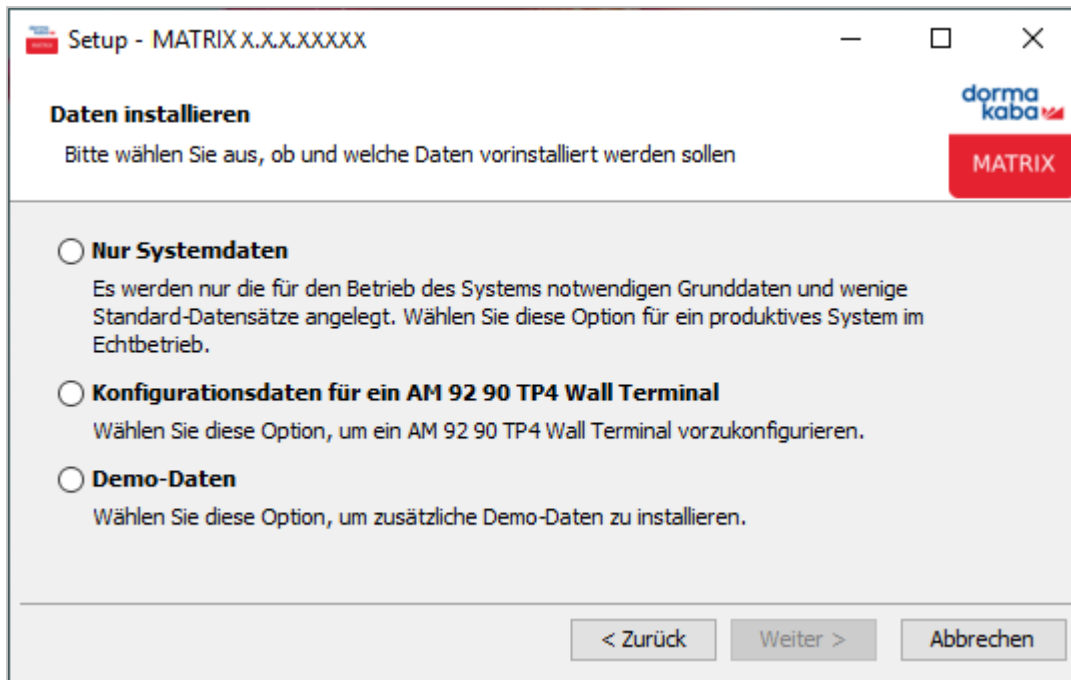 Setup - MATRIX X.X.X.XXXXX
dorma
kaba
Daten installieren
Bitte wählen Sie aus, ob und welche Daten vorinstalliert werden sollen
MATRIX
Nur Systemdaten
Es werden nur die für den Betrieb des Systems notwendigen Grunddaten und wenige
Standard-Datensätze angelegt. Wählen Sie diese Option für ein produktives System im
Echtbetrieb.
Konfigurationsdaten für ein AM 92 90 TP4 Wall Terminal
Wählen Sie diese Option, um ein AM 92 90 TP4 Wall Terminal vorzukonfigurieren.
Demo-Daten
Wählen Sie diese Option, um zusätzliche Demo-Daten zu installieren.
< Zurück
Weiter >
Abbrechen